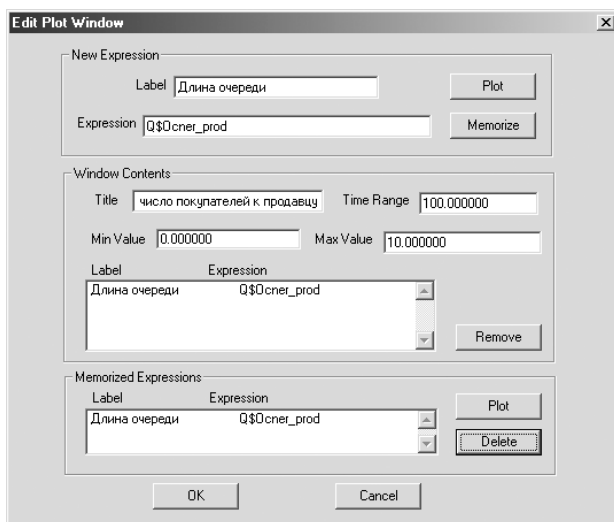 Edit Plot Window
New Expression
Label Длина очереди Plot
Expression Q$Ocner_prod Memorize
Window Contents
Title число покупателей к продавцу Time Range 100.000000
Min Value 0.000000 Max Value 10.000000
Label Expression
Длина очереди Q$Ocner_prod
Remove
Memorized Expressions
Label Expression
Plot
Длина очереди Q$Ocner_prod
Delete
OK Cancel